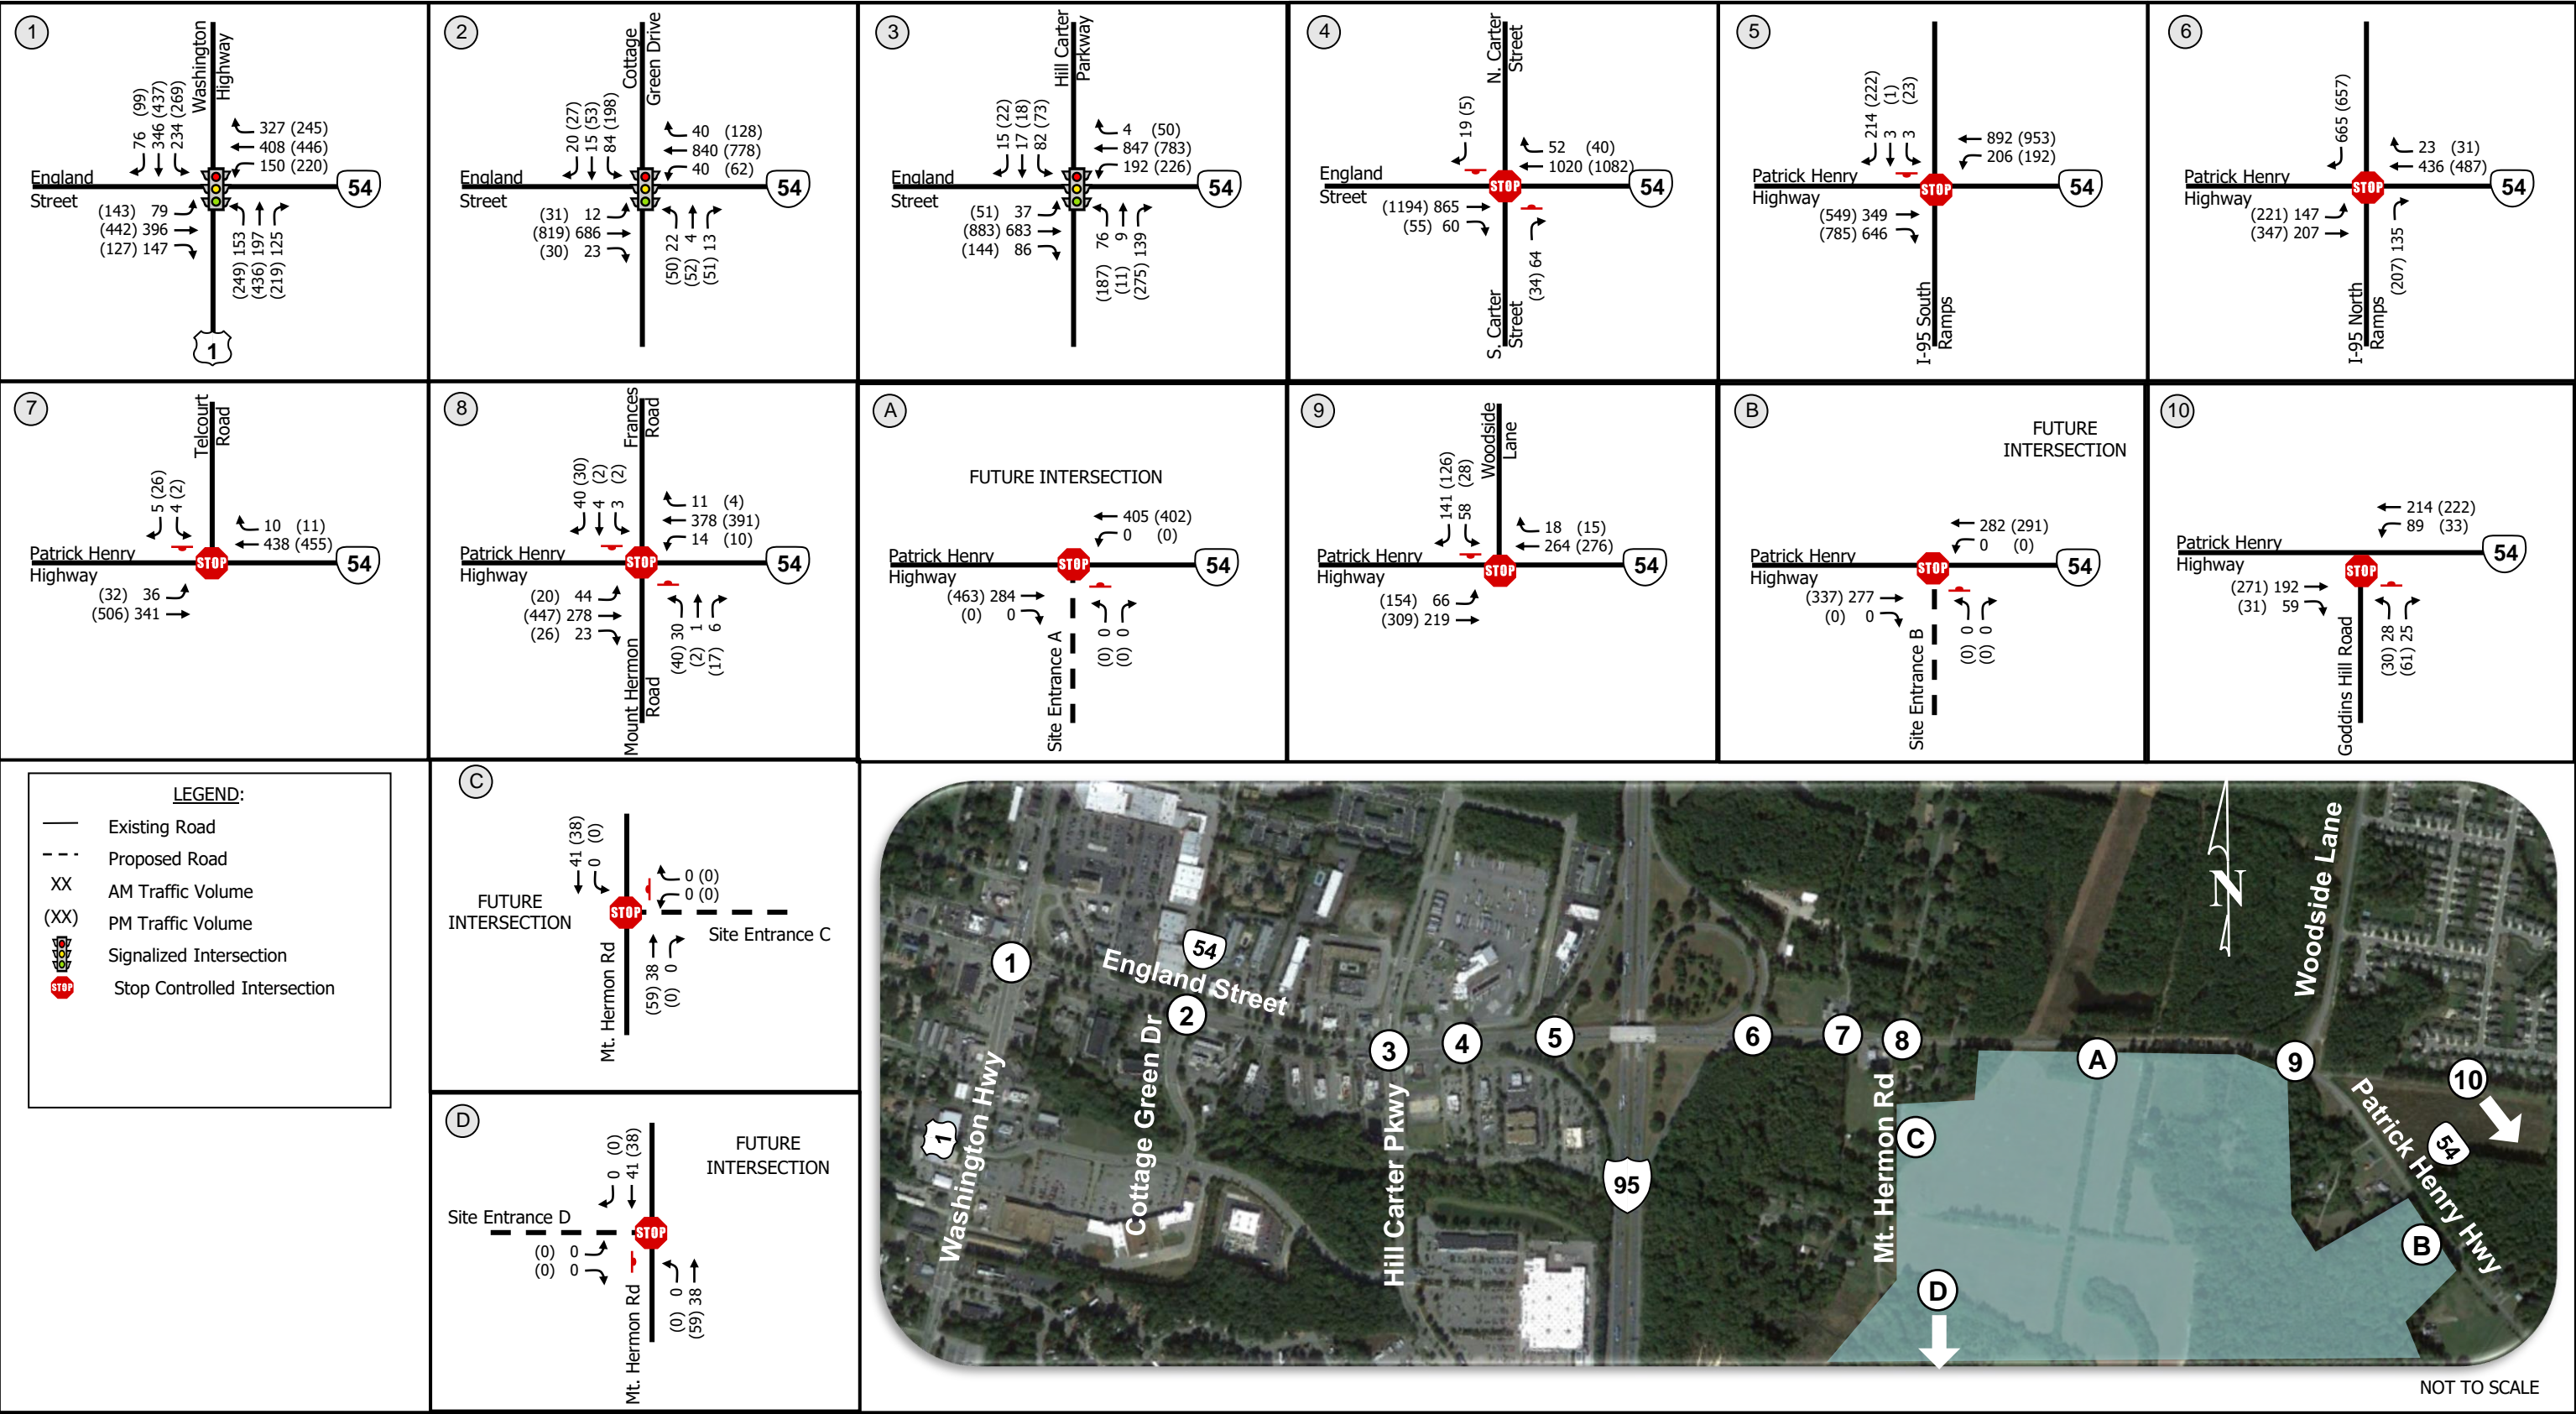 1
Washington
Highway
76 (99)
346 (437)
234 (269)
327 (245)
408 (446)
150 (220)
England
Street
54
(143) 79
(442) 396
(127) 147
(249) 153
(436) 197
(219) 125
1
2
Cottage
Green Drive
20 (27)
15 (53)
84 (198)
40 (128)
840 (778)
40 (62)
England
Street
54
(31) 12
(819) 686
(30) 23
(50) 22
(52) 4
(51) 13
3
Hill Carter
Parkway
15 (22)
17 (18)
82 (73)
4 (50)
847 (783)
192 (226)
England
Street
54
(51) 37
(883) 683
(144) 86
(187) 76
(11) 9
(275) 139
4
N. Carter
Street
19 (5)
52 (40)
1020 (1082)
England
Street
STOP
54
(1194) 865
(55) 60
(34) 64
S. Carter
Street
5
214 (222)
3 (1)
3 (23)
892 (953)
206 (192)
Patrick Henry
Highway
STOP
54
(549) 349
(785) 646
I-95 South
Ramps
6
665 (657)
23 (31)
436 (487)
Patrick Henry
Highway
STOP
54
(221) 147
(347) 207
(207) 135
I-95 North
Ramps
7
Telcourt
Road
5 (26)
4 (2)
10 (11)
438 (455)
Patrick Henry
Highway
STOP
54
(32) 36
(506) 341
8
Frances
Road
40 (30)
4 (2)
3 (2)
11 (4)
378 (391)
14 (10)
Patrick Henry
Highway
STOP
54
(20) 44
(447) 278
(26) 23
(40) 30
(2) 1
(17) 6
Mount Hermon
Road
A
FUTURE INTERSECTION
405 (402)
0 (0)
Patrick Henry
Highway
STOP
54
(463) 284
(0) 0
(0) 0
(0) 0
Site Entrance A
9
Woodside
Lane
141 (126)
58 (28)
18 (15)
264 (276)
Patrick Henry
Highway
STOP
54
(154) 66
(309) 219
B
FUTURE
INTERSECTION
282 (291)
0 (0)
Patrick Henry
Highway
STOP
54
(337) 277
(0) 0
(0) 0
(0) 0
Site Entrance B
10
214 (222)
89 (33)
Patrick Henry
Highway
STOP
54
(271) 192
(31) 59
(30) 28
(61) 25
Goddins Hill Road
LEGEND:
Existing Road
Proposed Road
XX AM Traffic Volume
(XX) PM Traffic Volume
Signalized Intersection
STOP Stop Controlled Intersection
C
41 (38)
0 (0)
0 (0)
0 (0)
FUTURE
INTERSECTION
STOP
Site Entrance C
(59) 38
(0) 0
Mt. Hermon Rd
D
0 (0)
41 (38)
FUTURE
INTERSECTION
Site Entrance D
STOP
(0) 0
(0) 0
(0) 0
(59) 38
Mt. Hermon Rd
1
54
England Street
2
3
4
5
6
7
8
A
9
10
N
Woodside Lane
1
Washington Hwy
Cottage Green Dr
Hill Carter Pkwy
95
Mt. Hermon Rd
C
D
B
Patrick Henry Hwy
54
NOT TO SCALE